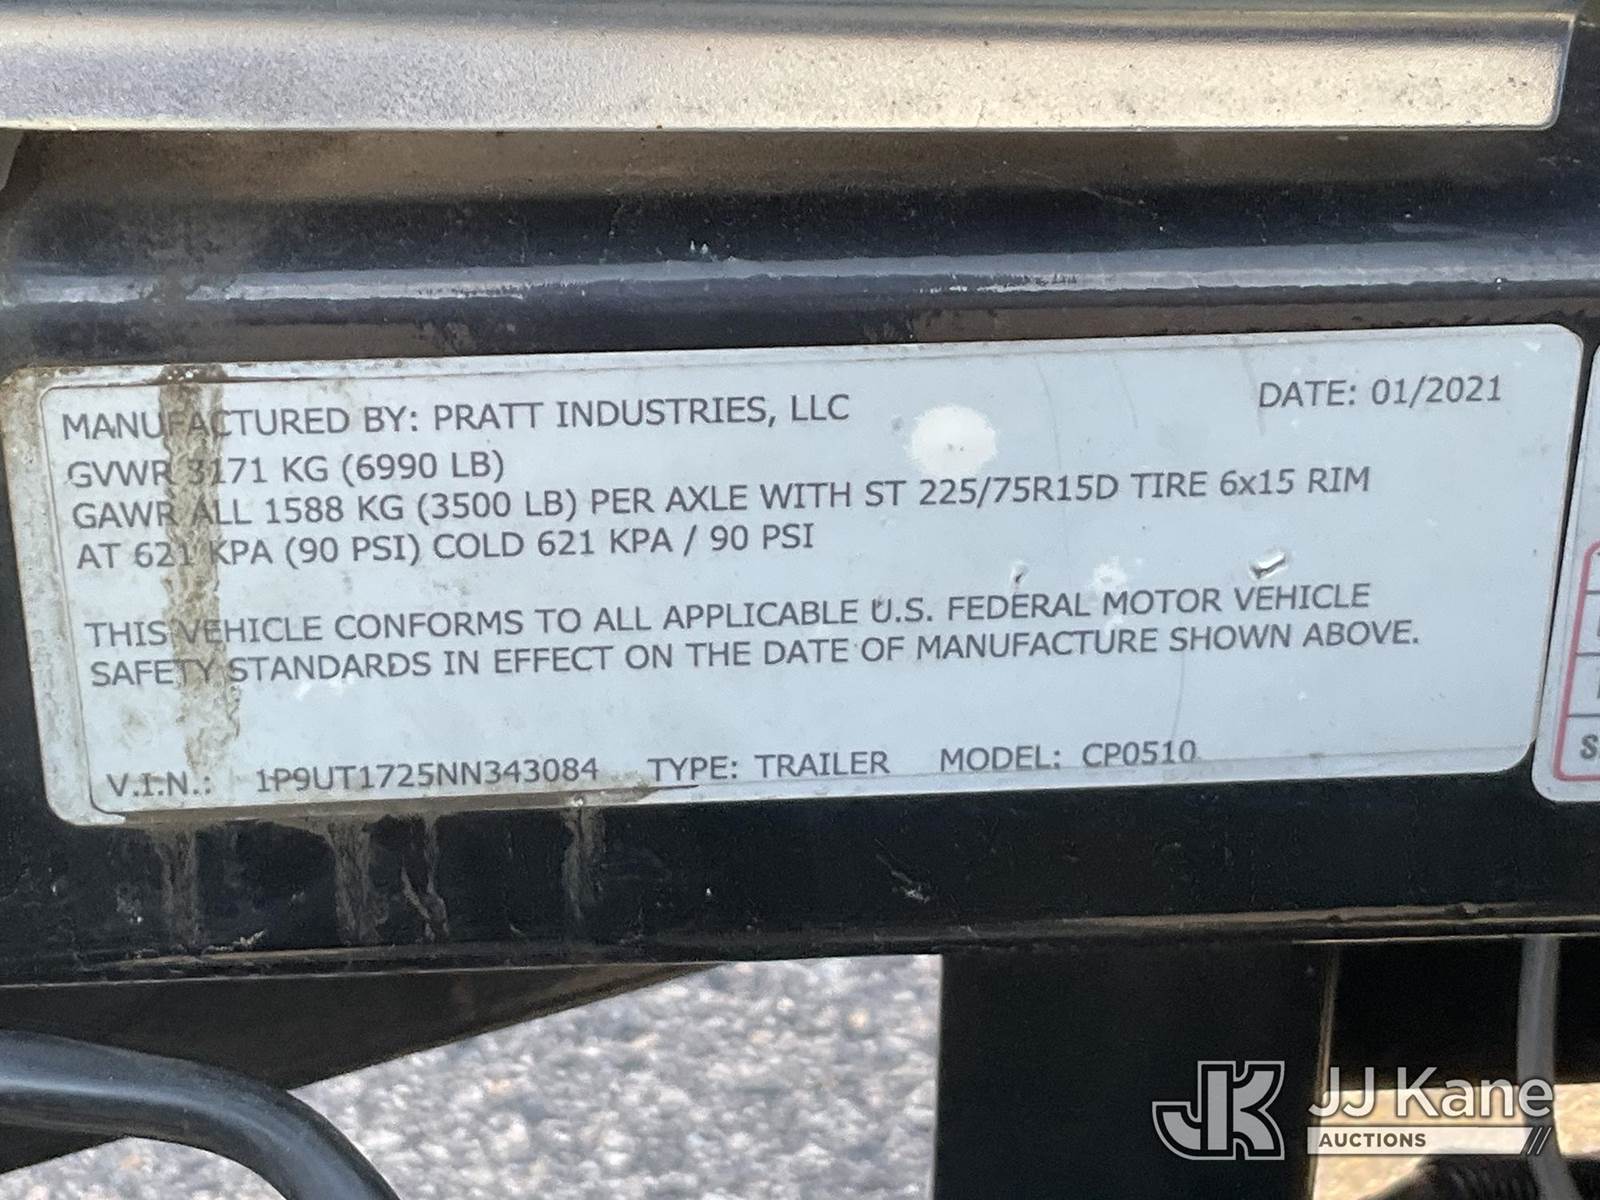 MANUFACTURED BY: PRATT INDUSTRIES, LLC DATE: 01/2021
GVWR 3171 KG (6990 LB)
GAWR ALL 1588 KG (3500 LB) PER AXLE WITH ST 225/75R15D TIRE 6x15 RIM
AT 621 KPA (90 PSI) COLD 621 KPA / 90 PSI
THIS VEHICLE CONFORMS TO ALL APPLICABLE U.S. FEDERAL MOTOR VEHICLE
SAFETY STANDARDS IN EFFECT ON THE DATE OF MANUFACTURE SHOWN ABOVE.
V.I.N.: 1P9UT1725NN343084 TYPE: TRAILER MODEL: CP0510
JK JJ Kane
AUCTIONS